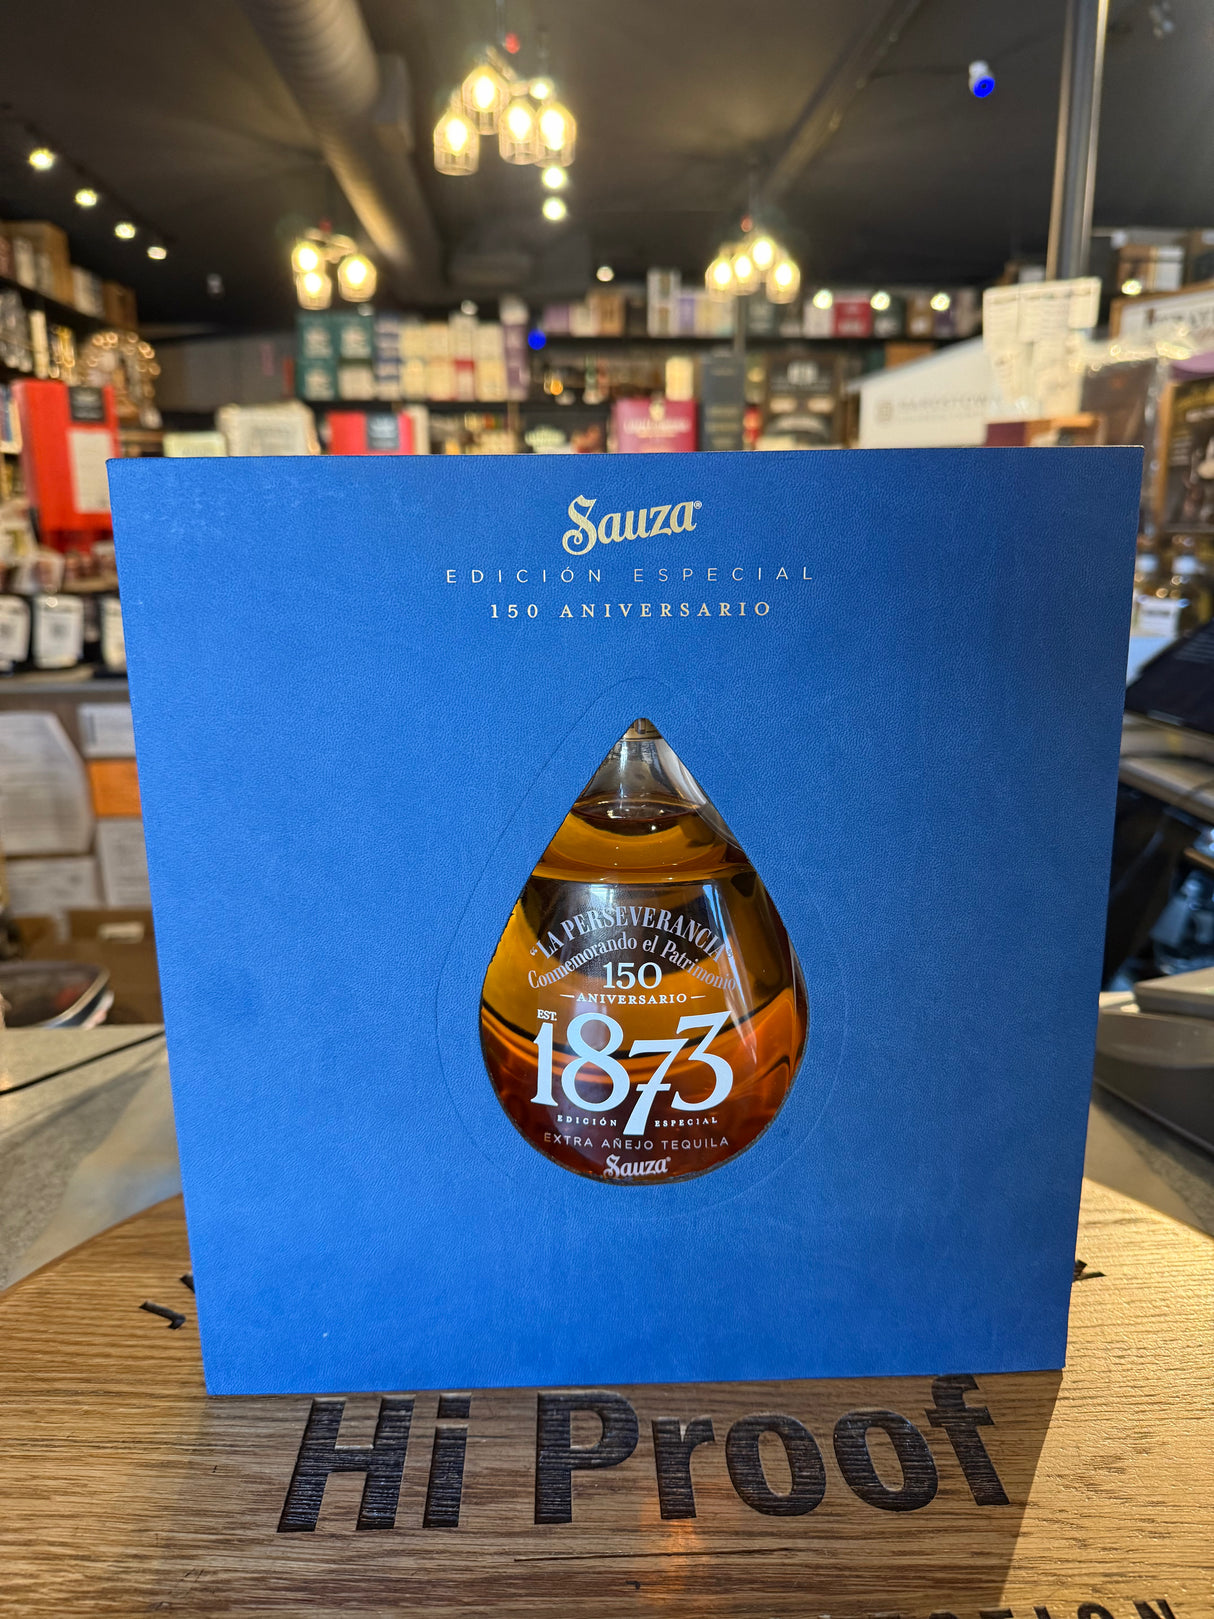 Sauza®
EDICIÓN ESPECIAL
150 ANIVERSARIO
"LA PERSEVERANCIA"
Conmemorando el Patrimonio
150
ANIVERSARIO
EST.
1873
EDICIÓN ESPECIAL
EXTRA AÑEJO TEQUILA
Sauza®
Hi Proof